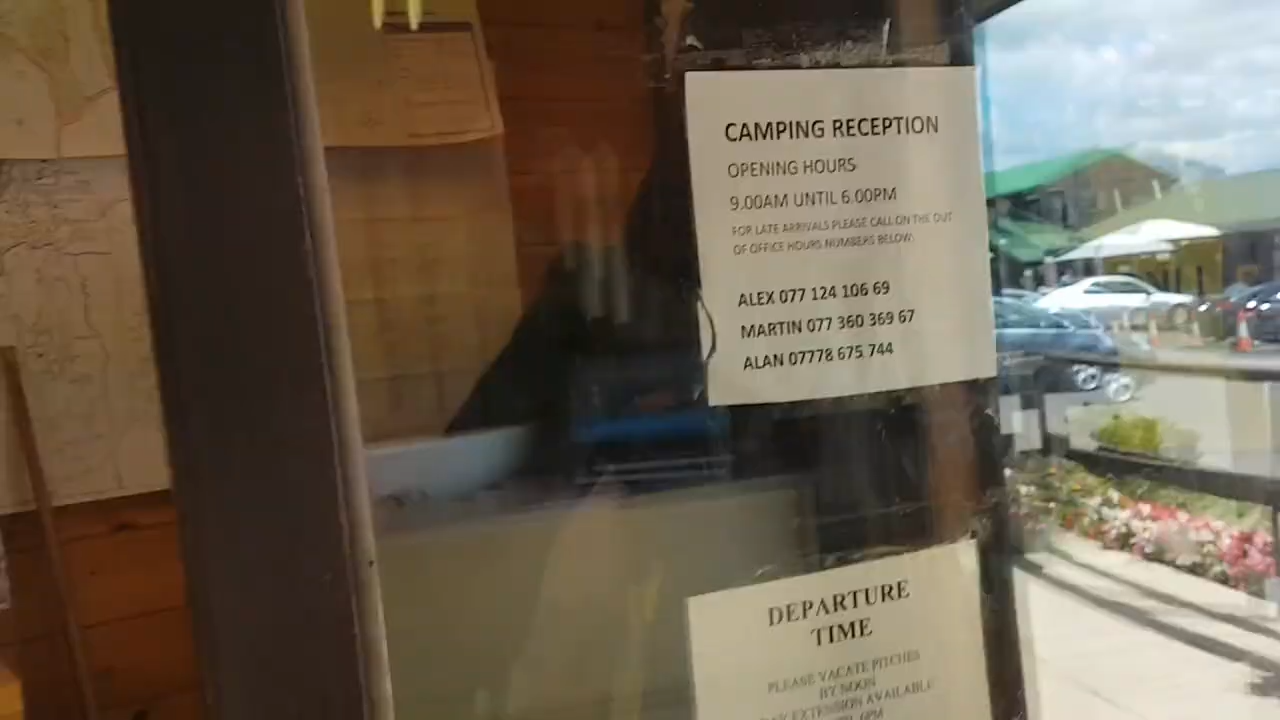 CAMPING RECEPTION
OPENING HOURS
9.00AM UNTIL 6.00PM
FOR LATE ARRIVALS PLEASE CALL ON THE OUT
OF OFFICE HOURS NUMBERS BELOW.
ALEX 077 124 106 69
MARTIN 077 360 369 67
ALAN 07778 675 744
DEPARTURE
TIME
PLEASE VACATE PITCHES
BY NOON
EXTENSION AVAILABLE
6PM